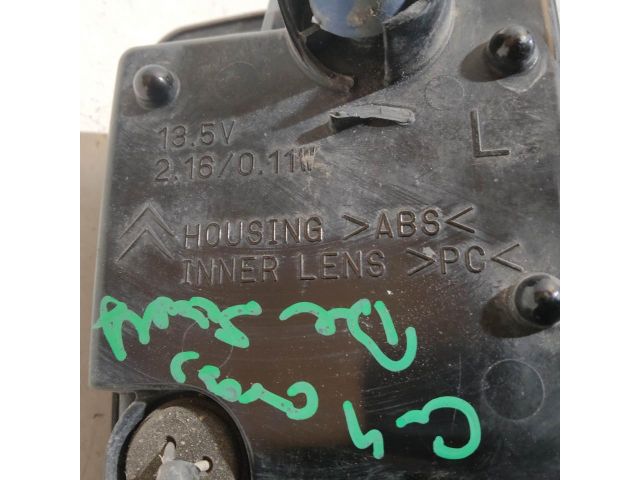 13.5V
2.16/0.11W
L
HOUSING >ABS<
INNER LENS >PC<
C4